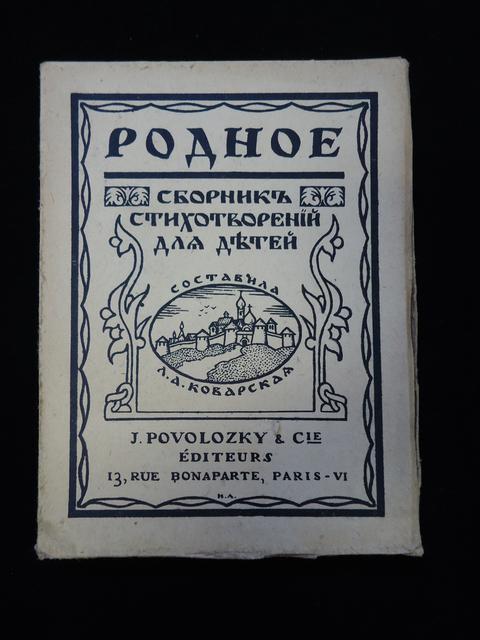 РОДНОЕ
СБОРНИКЪ
СТИХОТВОРЕНІЙ
ДЛЯ ДѢТЕЙ
СОСТАВИЛА
Л.А. КОВАРСКАЯ
J. POVOLOZKY & CIE
ÉDITEURS
13, RUE BONAPARTE, PARIS-VI
Н.А.